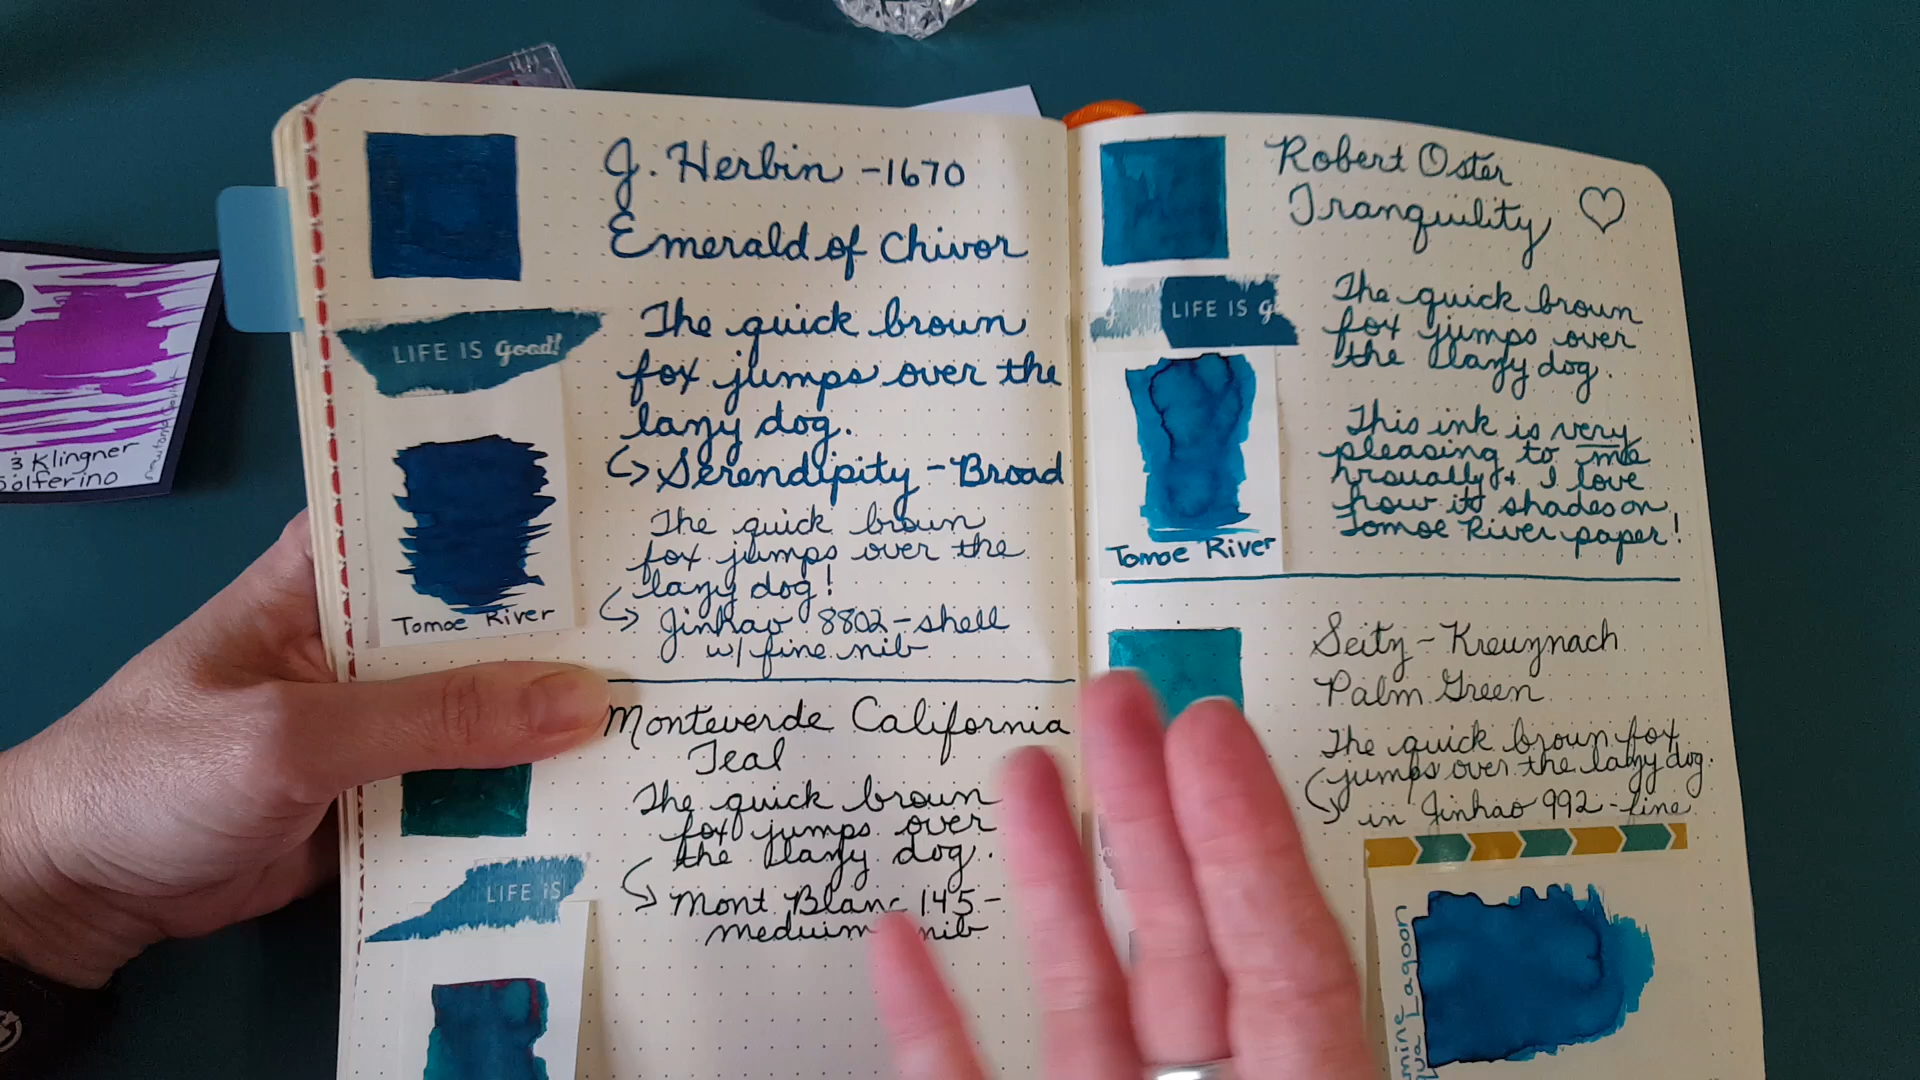 J. Herbin -1670
Emerald of Chivor
LIFE IS Good!
The quick brown
fox jumps over the
lazy dog.
Serendipity - Broad
The quick brown
fox jumps over the
lazy dog!
Jinhao 8802-shell
w/ fine nib
Tomoe River
Monteverde California
Teal
The quick brown
fox jumps over
the lazy dog.
Mont Blanc 145-
meduim nib
LIFE iS
Robert Oster
Tranquility
LIFE IS g
The quick brown
fox jumps over
the lazy dog.
This ink is very
pleasing to me
visually + I love
how it shades on
Tomoe River paper!
Tomoe River
Seitz-Kreuznach
Palm Green
The quick brown fox
jumps over the lazy dog.
in Jinhao 992-fine
Lagoon
& Klingner
Solferino